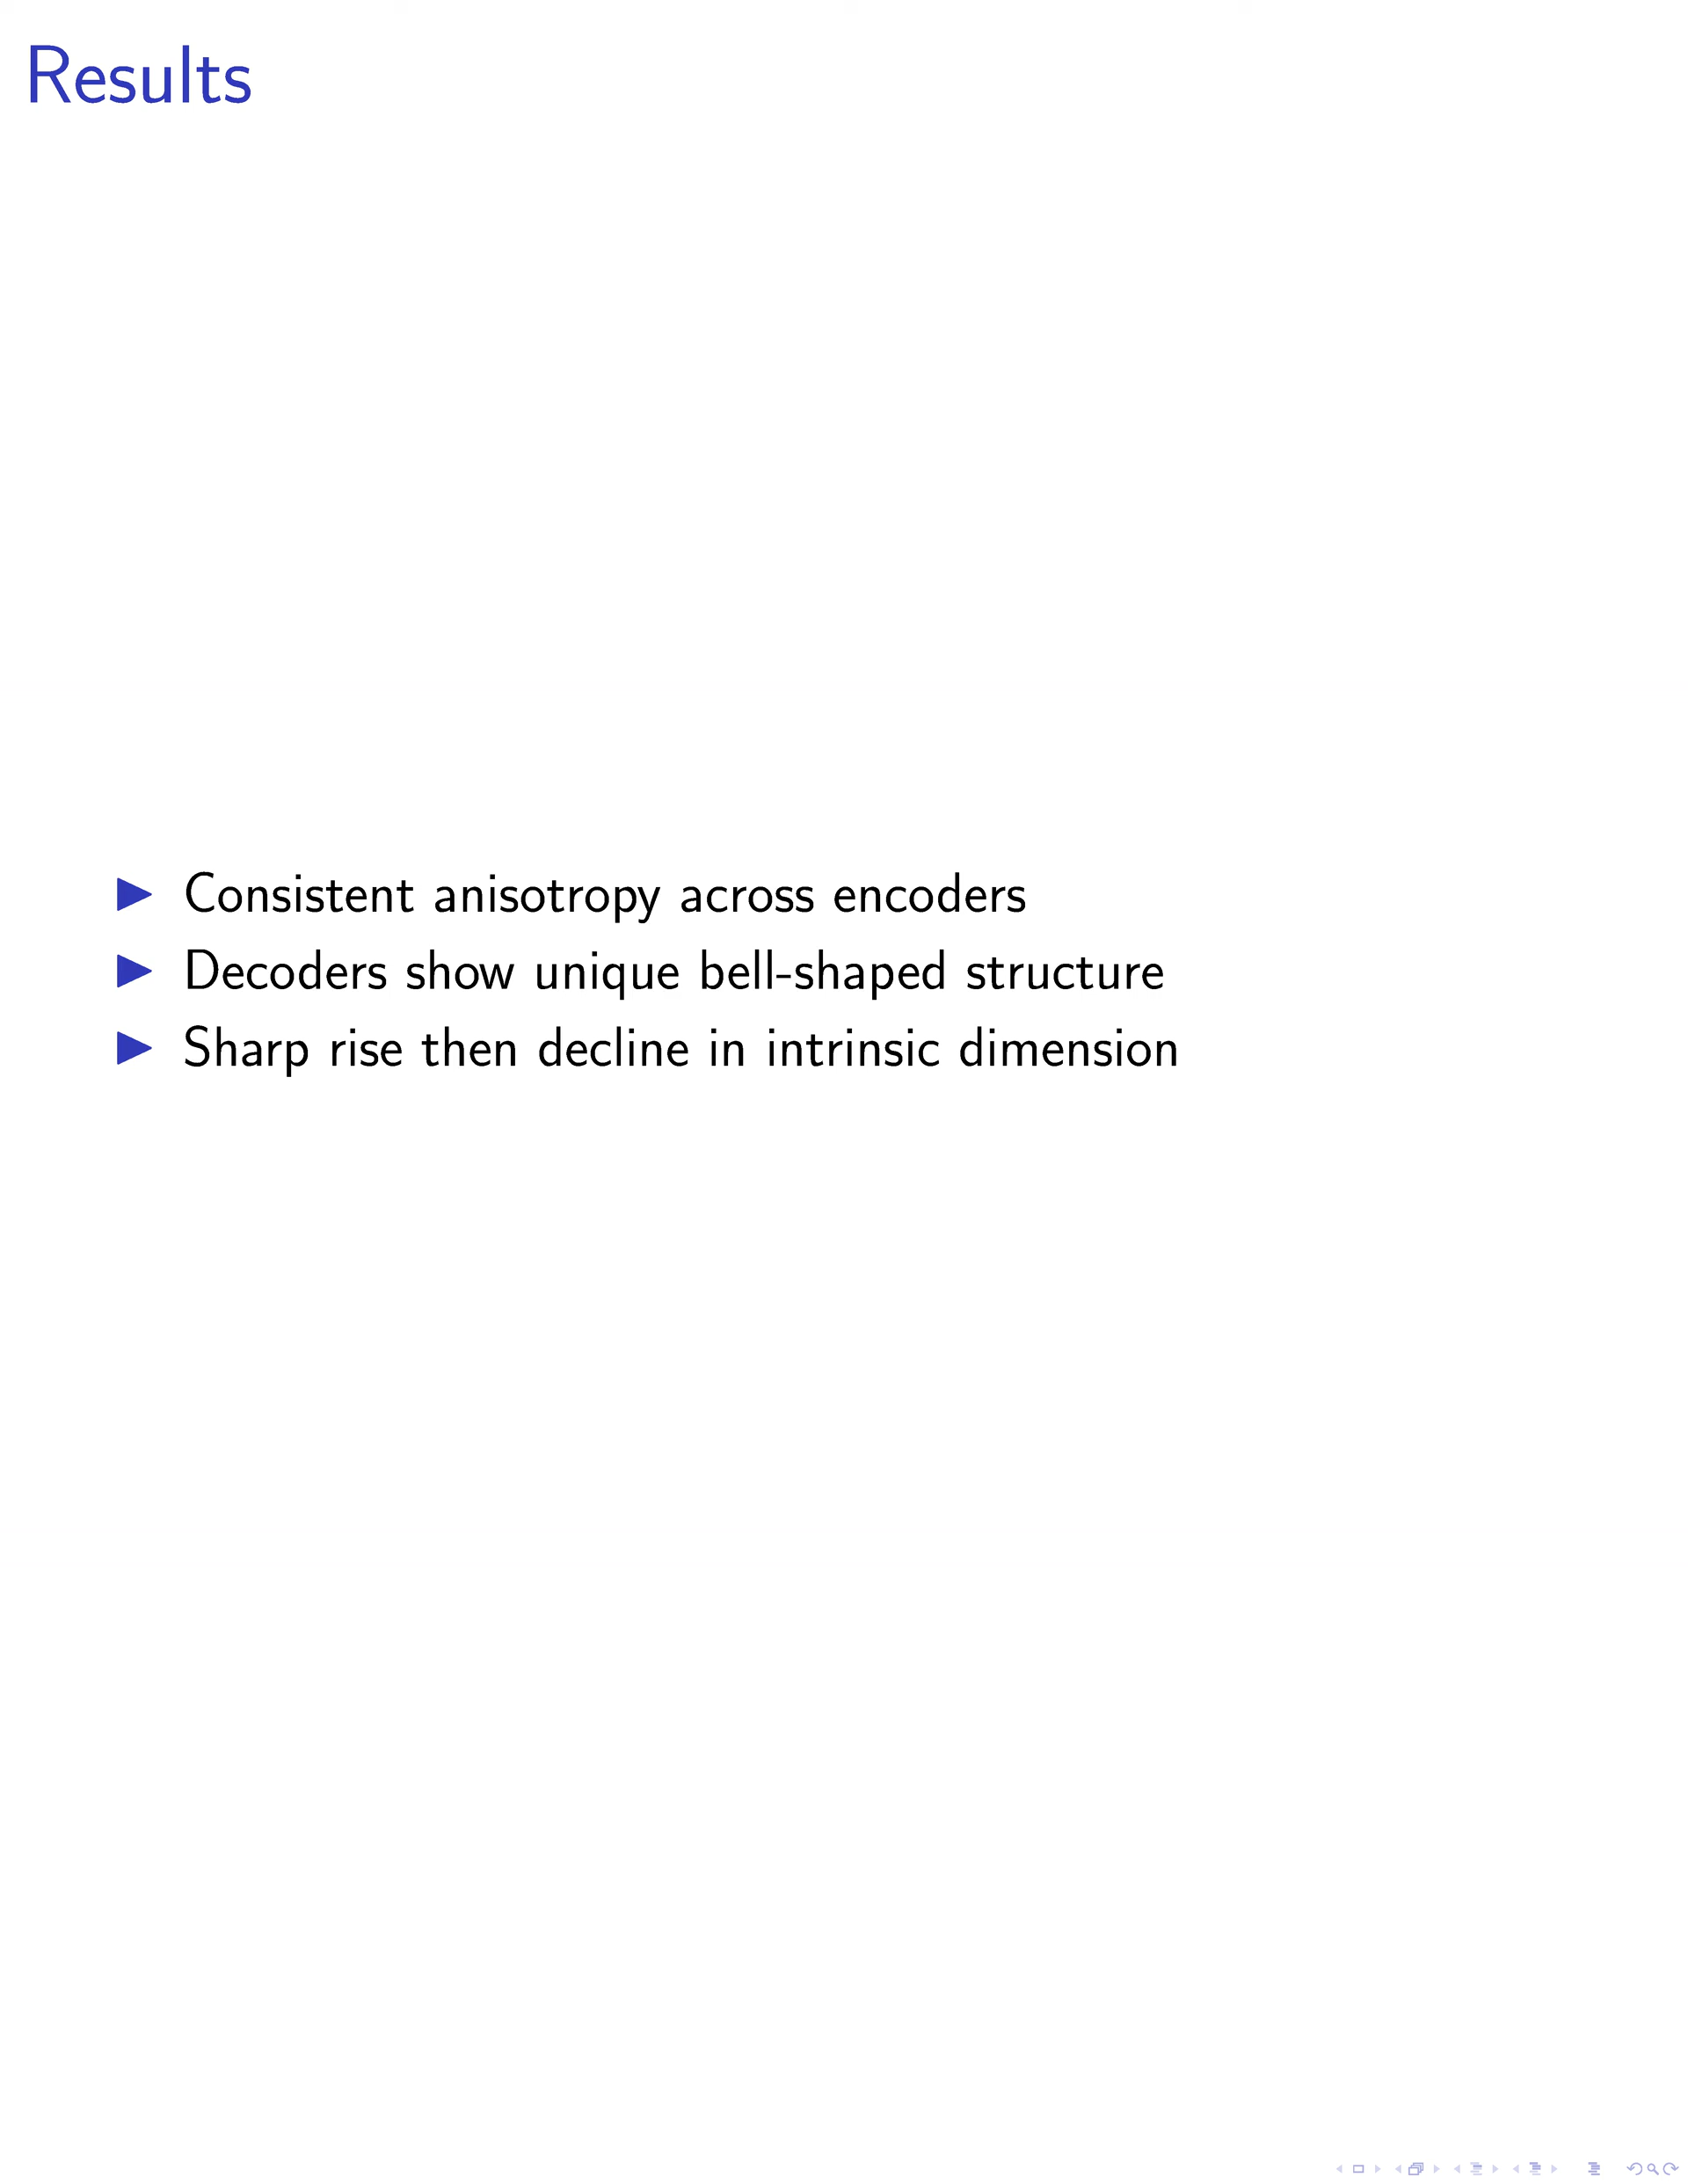 Results
Consistent anisotropy across encoders
Decoders show unique bell-shaped structure
Sharp rise then decline in intrinsic dimension